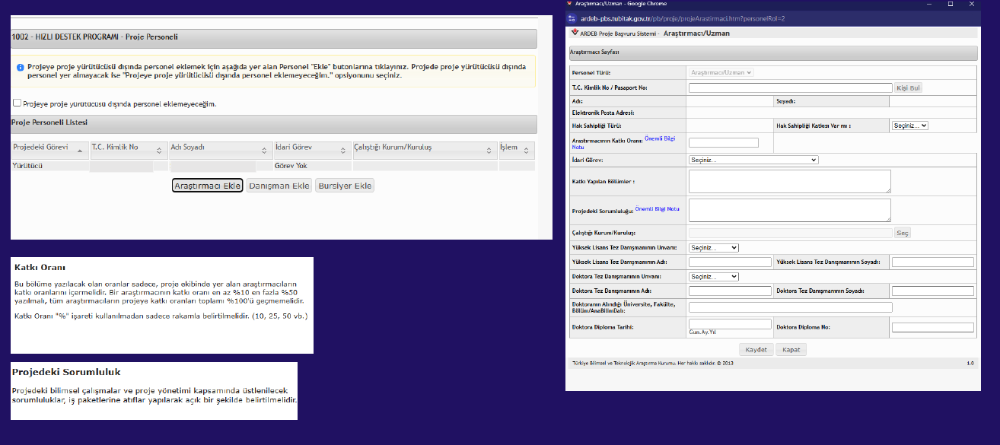 1002 - HIZLI DESTEK PROGRAMI - Proje Personeli
Projeye proje yürütücüsü dışında personel eklemek için aşağıda yer alan Personel "Ekle" butonlarına tıklayınız. Projede proje yürütücüsü dışında
personel yer almayacak ise "Projeye proje yürütücüsü dışında personel eklemeyeceğim." opsiyonunu seçiniz.
Projeye proje yürütücüsü dışında personel eklemeyeceğim.
Proje Personeli Listesi
Projedeki Görevi T.C. Kimlik No Adı Soyadı İdari Görev Çalıştığı Kurum/Kuruluş İşlem
Yürütücü Görev Yok
Araştırmacı Ekle Danışman Ekle Bursiyer Ekle
Katkı Oranı
Bu bölüme yazılacak olan oranlar sadece, proje ekibinde yer alan araştırmacıların
katkı oranlarını içermelidir. Bir araştırmacının katkı oranı en az %10 en fazla %50
yazılmalı, tüm araştırmacıların projeye katkı oranları toplamı %100'ü geçmemelidir.
Katkı Oranı "%" işareti kullanılmadan sadece rakamla belirtilmelidir. (10, 25, 50 vb.)
Projedeki Sorumluluk
Projedeki bilimsel çalışmalar ve proje yönetimi kapsamında üstlenilecek
sorumluluklar, iş paketlerine atıflar yapılarak açık bir şekilde belirtilmelidir.
Araştırmacı/Uzman - Google Chrome
ardeb-pbs.tubitak.gov.tr/pb/proje/projeArastirmaci.htm?personelRol=2
ARDEB Proje Başvuru Sistemi - Araştırmacı/Uzman
Araştırmacı Sayfası
Personel Türü: Araştırmacı/Uzman
T.C. Kimlik No / Pasaport No: Kişi Bul
Adı: Soyadı:
Elektronik Posta Adresi:
Hak Sahipliği Türü: Hak Sahipliği Katkısı Var mı : Seçiniz...
Araştırmacının Katkı Oranı: Önemli Bilgi
Notu
İdari Görev: Seçiniz...
Katkı Yapılan Bölümler :
Projedeki Sorumluluğu: Önemli Bilgi Notu
Çalıştığı Kurum/Kuruluş: Seç
Yüksek Lisans Tez Danışmanının Unvanı: Seçiniz...
Yüksek Lisans Tez Danışmanının Adı: Yüksek Lisans Tez Danışmanının Soyadı:
Doktora Tez Danışmanının Unvanı: Seçiniz...
Doktora Tez Danışmanının Adı: Doktora Tez Danışmanının Soyadı:
Doktoranın Alındığı Üniversite, Fakülte,
Bölüm/AnaBilimDalı:
Doktora Diploma Tarihi: Doktora Diploma No:
Gun.Ay.Yıl
Kaydet Kapat
Türkiye Bilimsel ve Teknolojik Araştırma Kurumu. Her hakkı saklıdır. © 2013 1.0